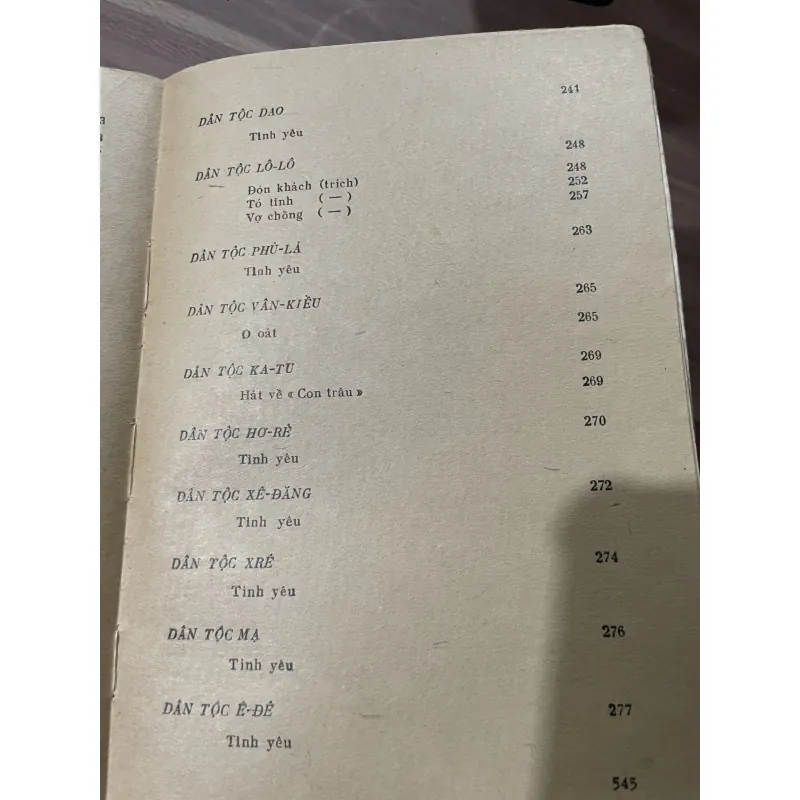 DÂN TỘC DAO 241
Tình yêu
DÂN TỘC LÔ-LÔ 248
Đón khách (trích) 248
Tỏ tình ( — ) 252
Vợ chồng ( — ) 257
DÂN TỘC PHÙ-LÁ 263
Tình yêu
DÂN TỘC VÂN-KIỀU 265
O oát 265
DÂN TỘC KA-TU 269
Hát về « Con trâu » 269
DÂN TỘC HƠ-RÊ 270
Tình yêu
DÂN TỘC XÊ-ĐĂNG 272
Tình yêu
DÂN TỘC XRÊ 274
Tình yêu
DÂN TỘC MẠ 276
Tình yêu
DÂN TỘC Ê-ĐÊ 277
Tình yêu
545